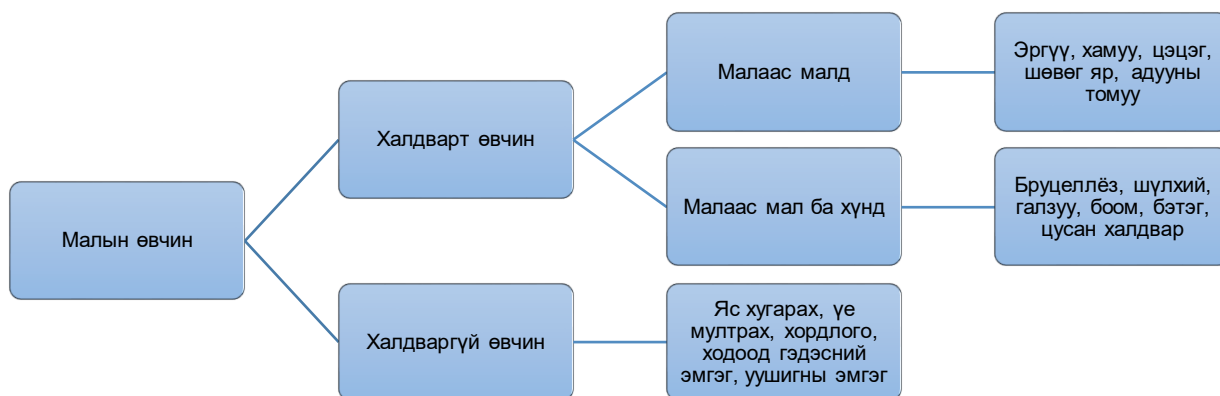 Малын өвчин
Халдварт өвчин
Малаас малд
Эргүү, хамуу, цэцэг,
шөвөг яр, адууны
томуу
Малаас мал ба хүнд
Бруцеллёз, шүлхий,
галзуу, боом, бэтэг,
цусан халдвар
Халдваргүй өвчин
Яс хугарах, үе
мултрах, хордлого,
ходоод гэдэсний
эмгэг, уушигны эмгэг